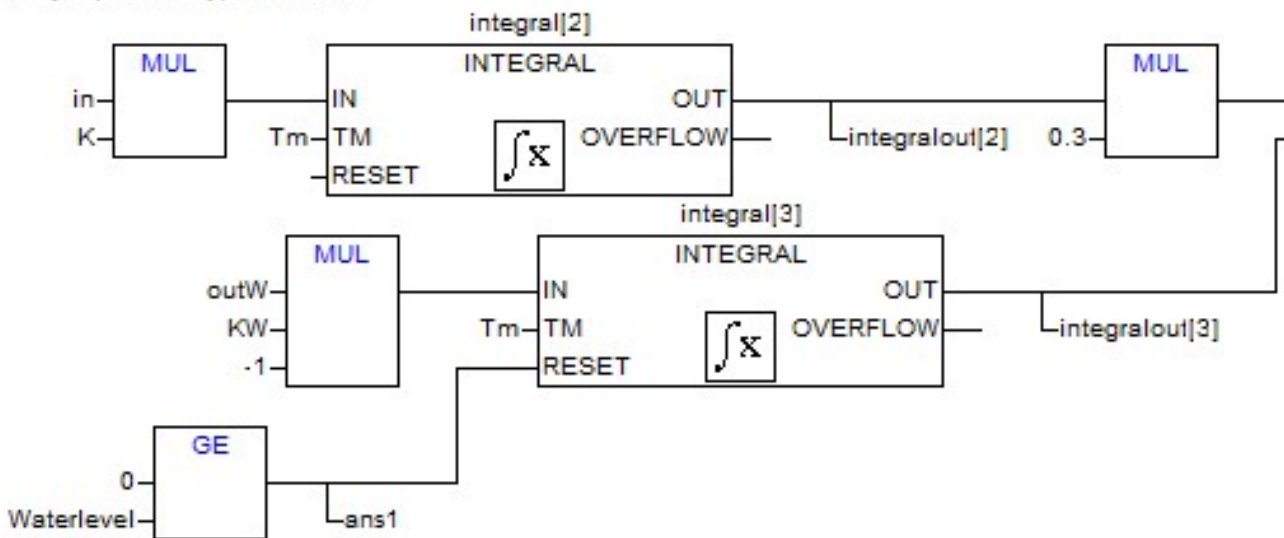 integral[2]
MUL
INTEGRAL
MUL
in
IN
OUT
K
Tm
TM
OVERFLOW
integralout[2]
0.3
RESET
∫x
integral[3]
MUL
INTEGRAL
outW
IN
OUT
KW
Tm
TM
OVERFLOW
integralout[3]
-1
RESET
∫x
GE
0
Waterlevel
ans1